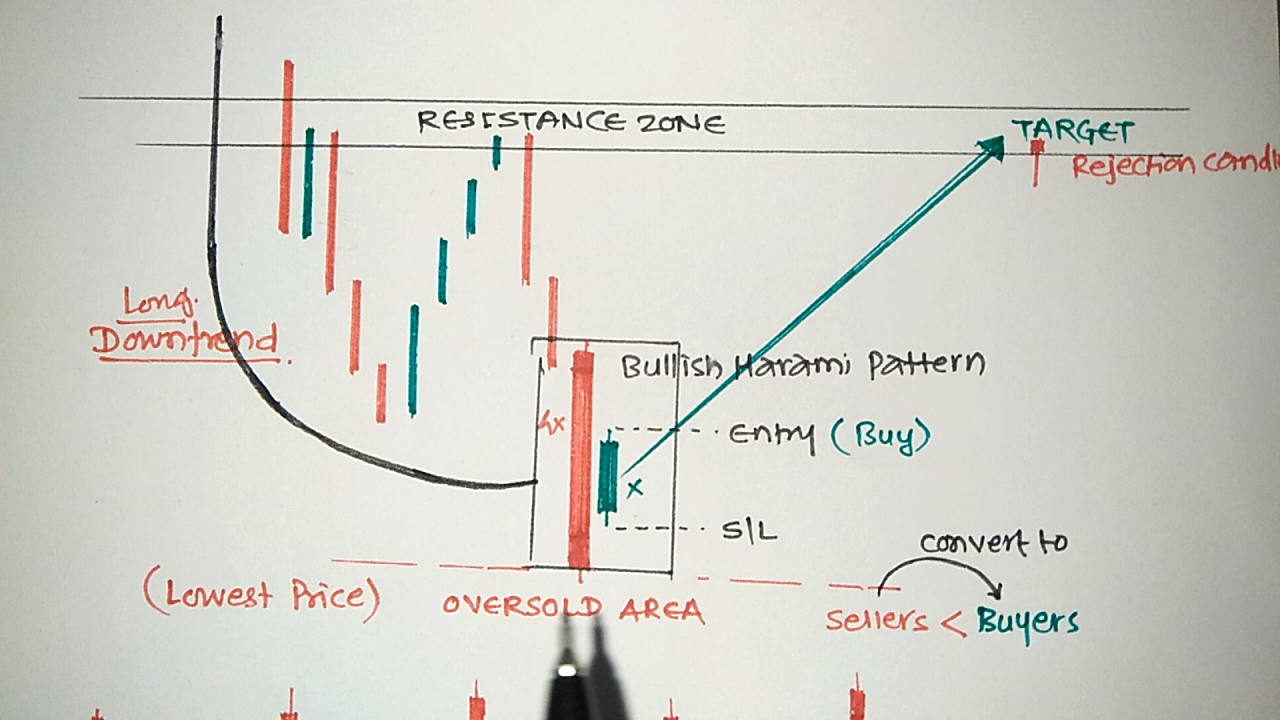 RESISTANCE ZONE
TARGET
Rejection candl
Long.
Downtrend.
Bullish Harami Pattern
4x
Entry (Buy)
x
S/L
convert to
(Lowest Price)
OVERSOLD AREA
Sellers < Buyers